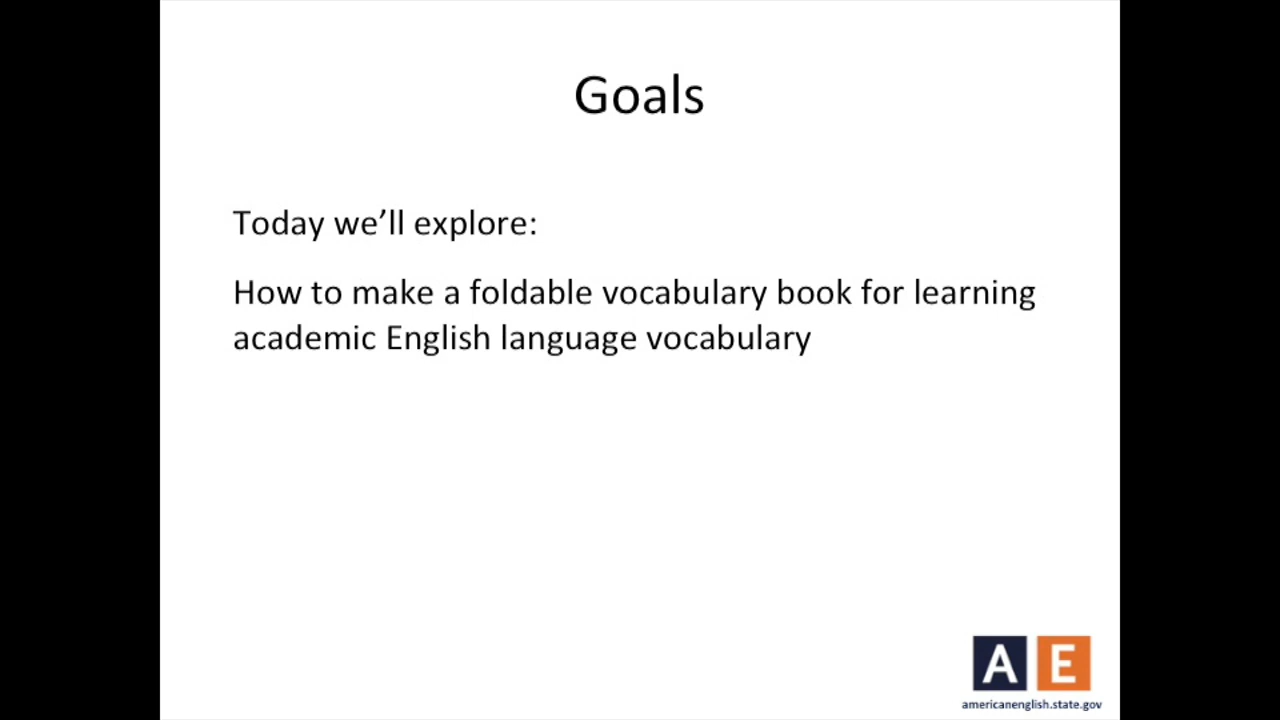 Goals
Today we’ll explore:
How to make a foldable vocabulary book for learning
academic English language vocabulary
A E
americanenglish.state.gov